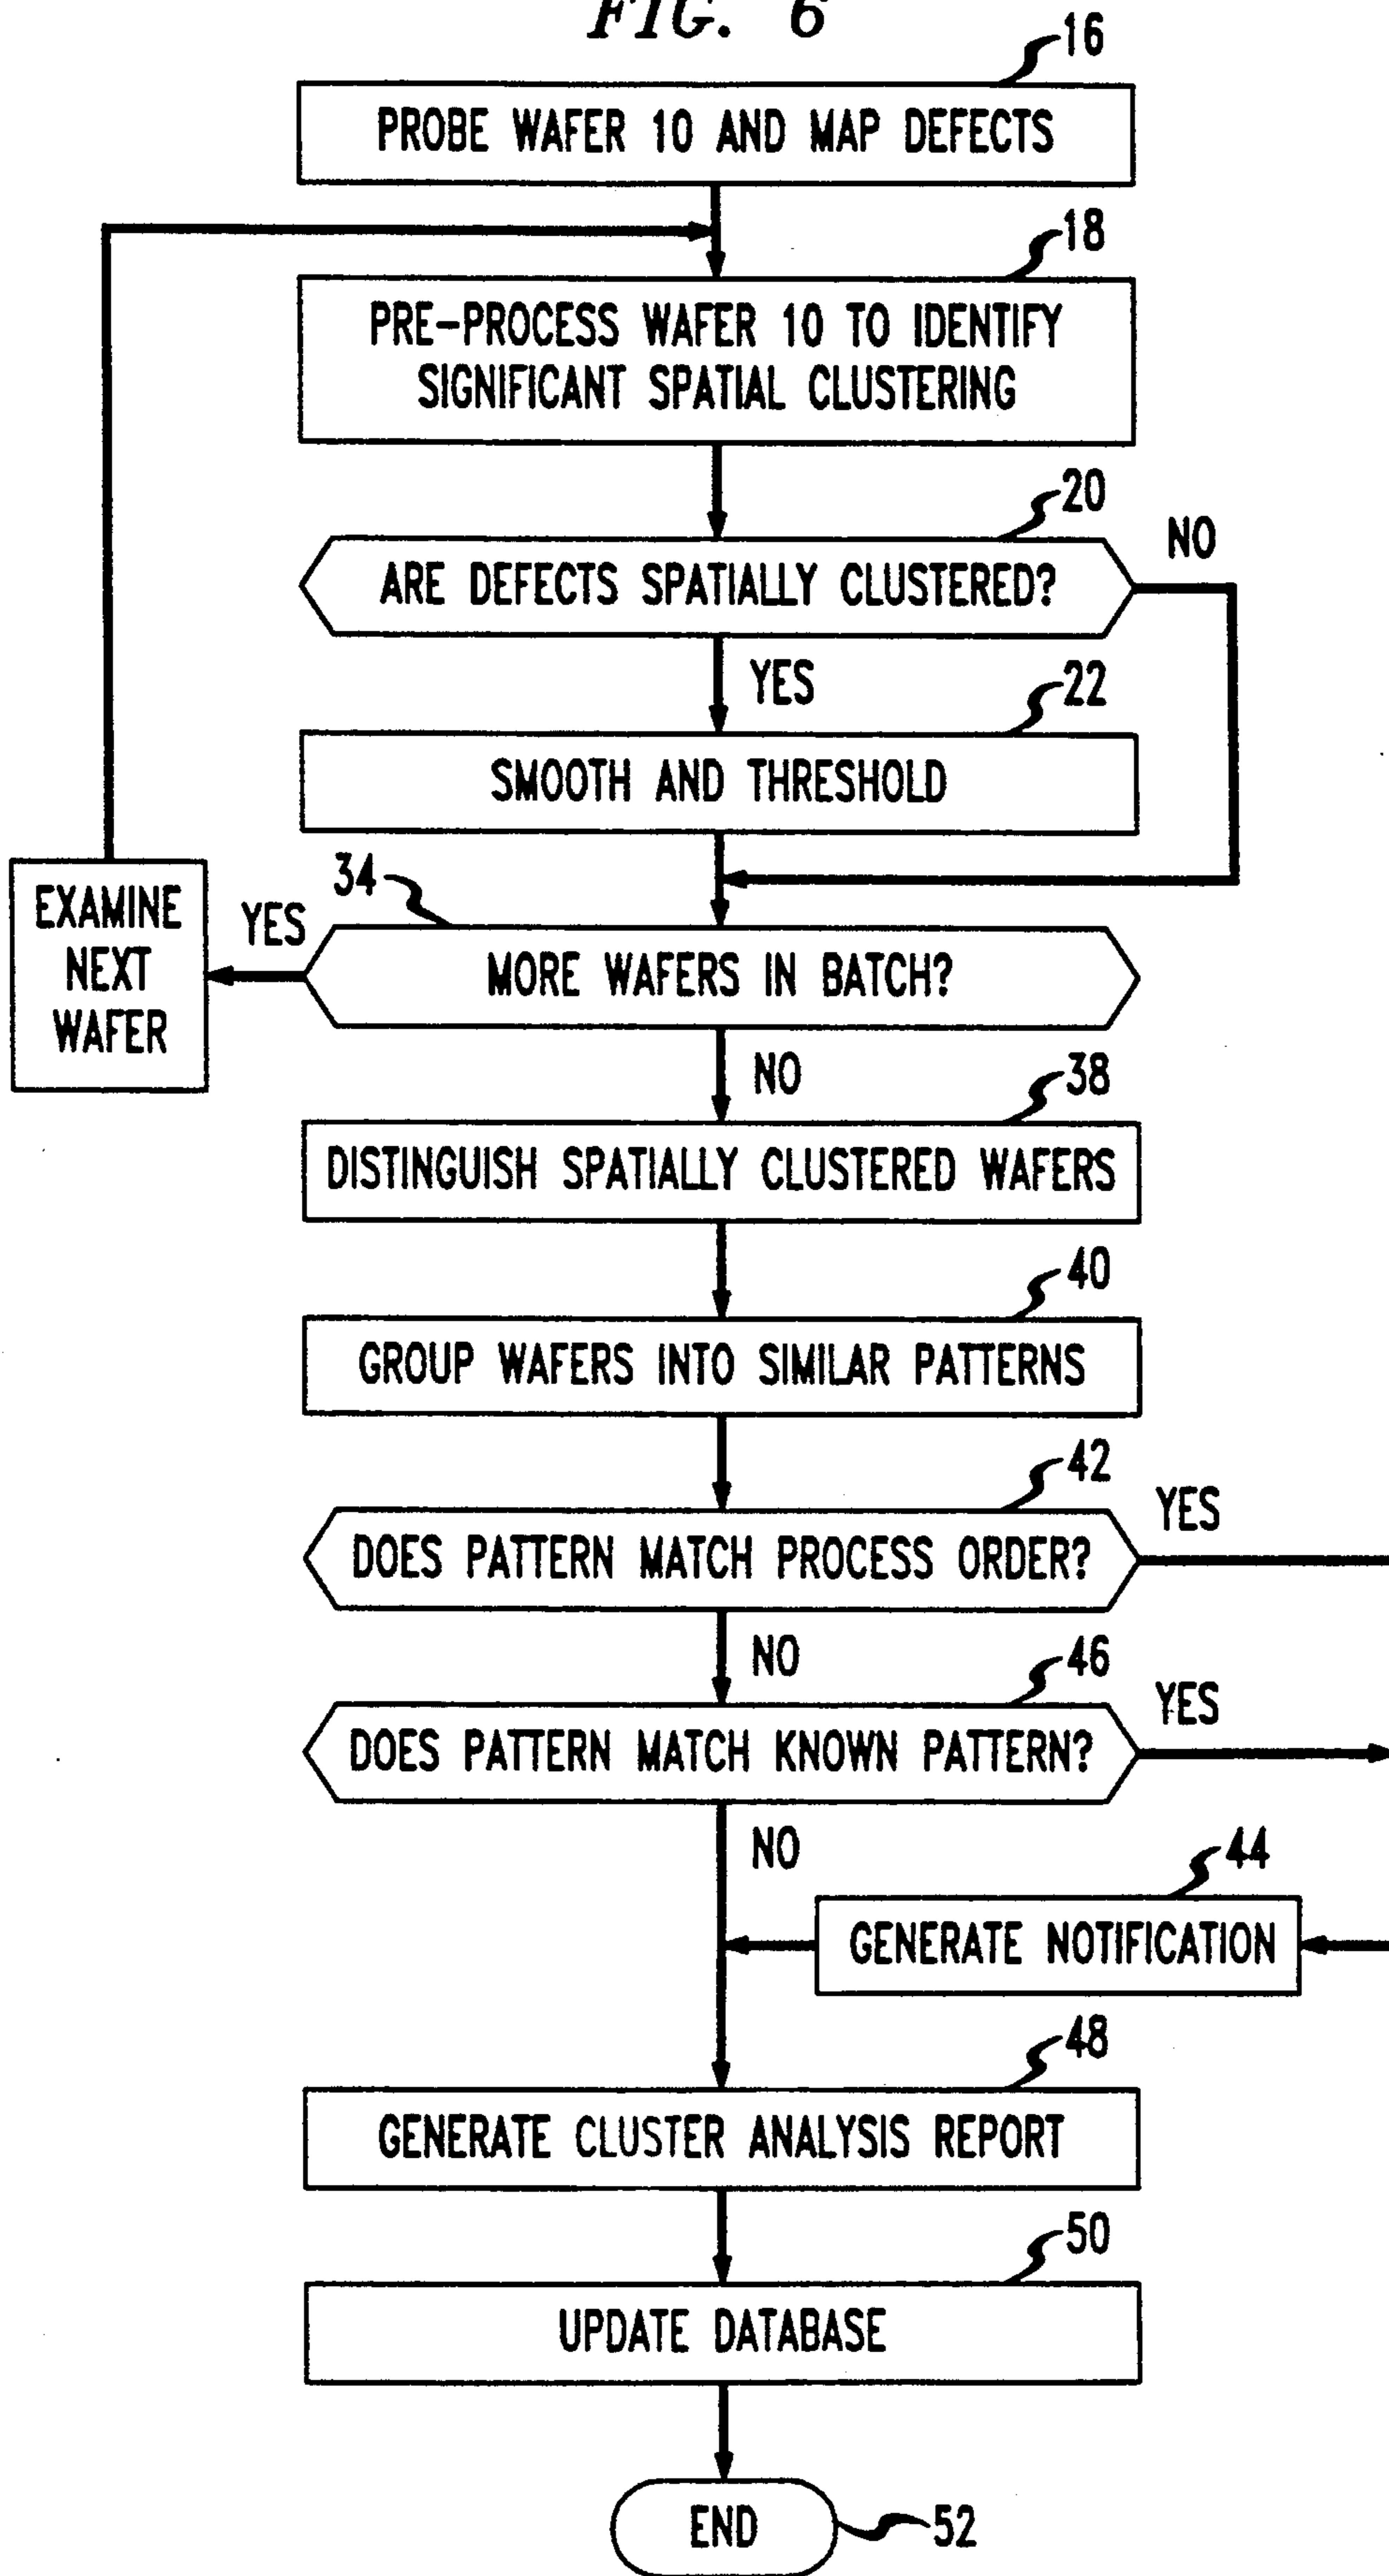 FIG. 6
16
PROBE WAFER 10 AND MAP DEFECTS
18
PRE-PROCESS WAFER 10 TO IDENTIFY
SIGNIFICANT SPATIAL CLUSTERING
20
NO
ARE DEFECTS SPATIALLY CLUSTERED?
YES
22
SMOOTH AND THRESHOLD
34
EXAMINE
NEXT
WAFER
YES
MORE WAFERS IN BATCH?
NO
38
DISTINGUISH SPATIALLY CLUSTERED WAFERS
40
GROUP WAFERS INTO SIMILAR PATTERNS
42
YES
DOES PATTERN MATCH PROCESS ORDER?
NO
46
YES
DOES PATTERN MATCH KNOWN PATTERN?
NO
44
GENERATE NOTIFICATION
48
GENERATE CLUSTER ANALYSIS REPORT
50
UPDATE DATABASE
END
52